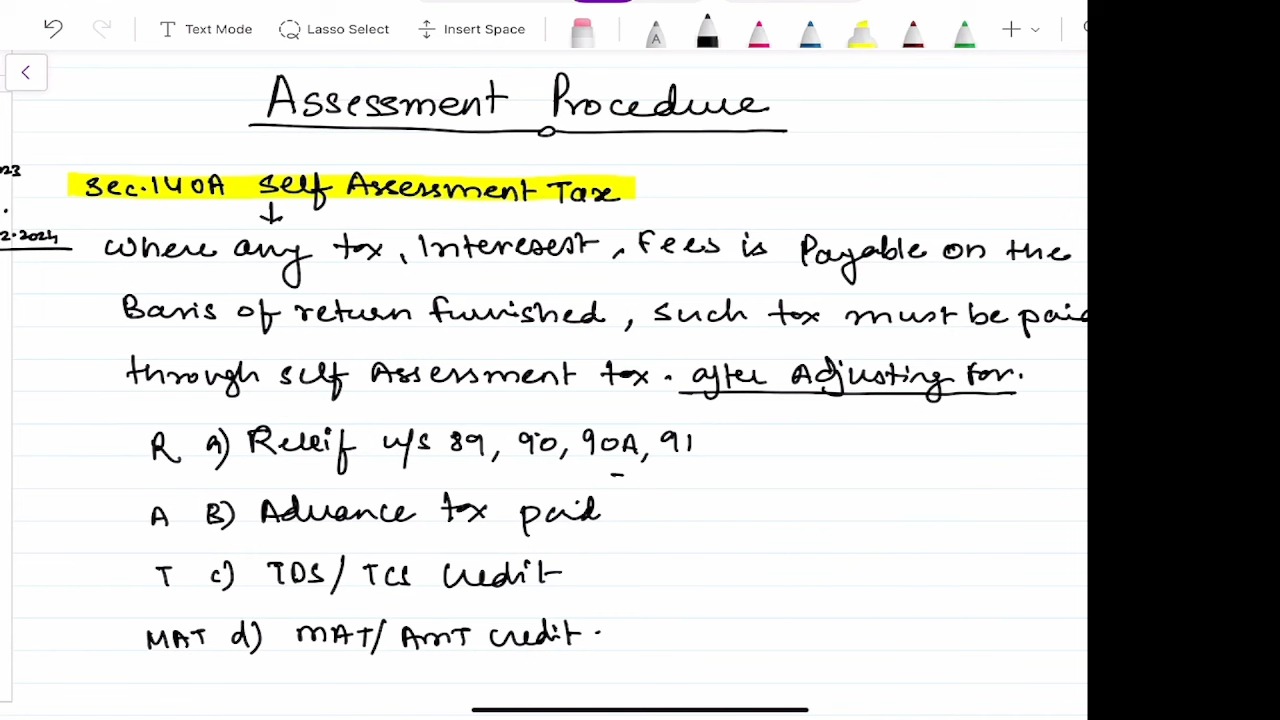 Text Mode Lasso Select Insert Space
Assessment Procedure
Sec.140A Self Assessment Tax
where any tax, Interesest, Fees is Payable on the
Basis of return furnished, such tax must be paid
through self Assessment tax. after Adjusting for.
R a) Releif u/s 89, 90, 90A, 91
A B) Advance tax paid
T c) TDS/TCS credit
MAT d) MAT/AMT credit.